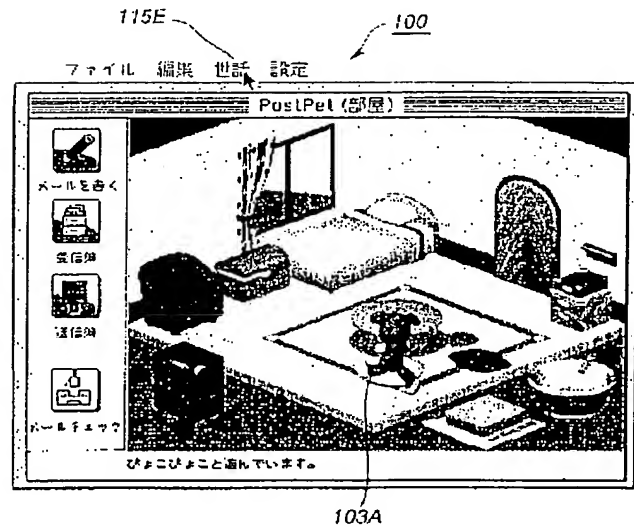 115E
100
ファイル 編集 世話 設定
PostPet (部屋)
メールを書く
受信簿
送信簿
メールチェック
ぴょこぴょこと遊んでいます。
103A